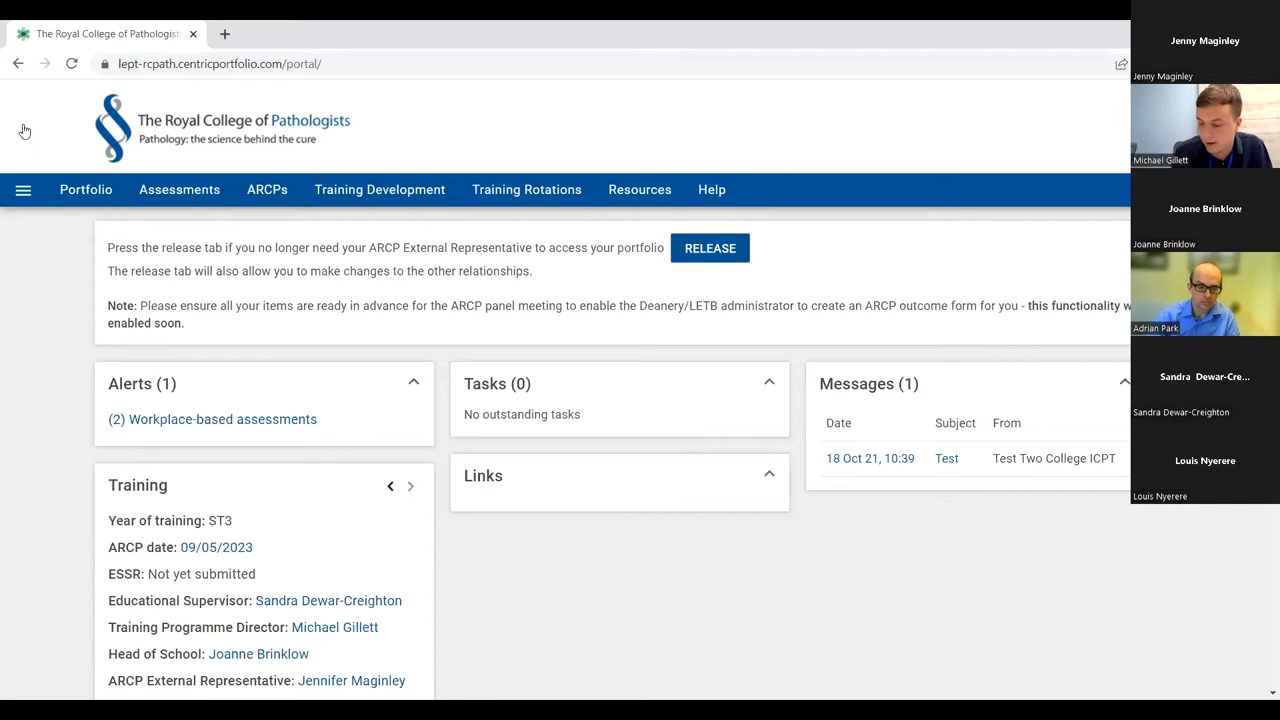 The Royal College of Pathologist
lept-rcpath.centricportfolio.com/portal/
The Royal College of Pathologists
Pathology: the science behind the cure
Portfolio
Assessments
ARCPs
Training Development
Training Rotations
Resources
Help
Press the release tab if you no longer need your ARCP External Representative to access your portfolio
RELEASE
The release tab will also allow you to make changes to the other relationships.
Note: Please ensure all your items are ready in advance for the ARCP panel meeting to enable the Deanery/LETB administrator to create an ARCP outcome form for you - this functionality w
enabled soon.
Alerts (1)
(2) Workplace-based assessments
Tasks (0)
No outstanding tasks
Links
Messages (1)
Date Subject From
18 Oct 21, 10:39 Test Test Two College ICPT
Training
Year of training: ST3
ARCP date: 09/05/2023
ESSR: Not yet submitted
Educational Supervisor: Sandra Dewar-Creighton
Training Programme Director: Michael Gillett
Head of School: Joanne Brinklow
ARCP External Representative: Jennifer Maginley
Jenny Maginley
Jenny Maginley
Michael Gillett
Joanne Brinklow
Joanne Brinklow
Adrian Park
Sandra Dewar-Cre...
Sandra Dewar-Creighton
Louis Nyerere
Louis Nyerere